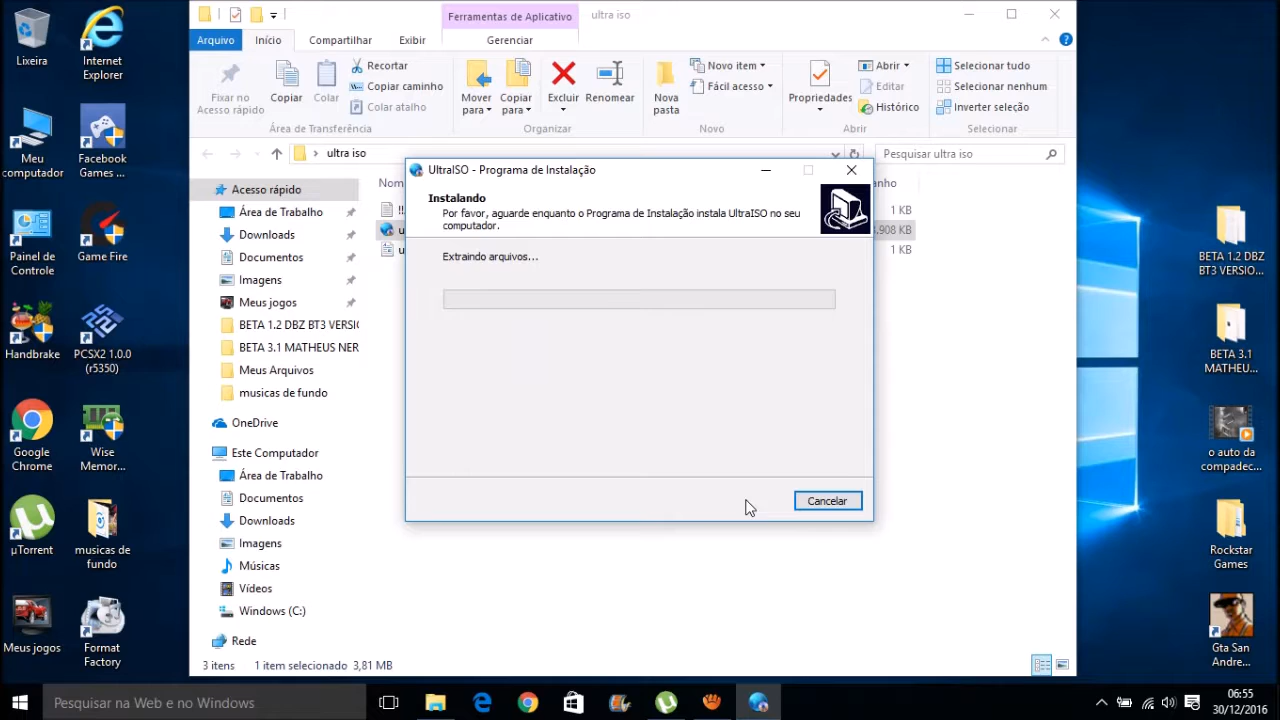 Lixeira
Internet
Explorer
Meu
computador
Facebook
Games ...
Painel de
Controle
Game Fire
Handbrake
PCSX2 1.0.0
(r5350)
Google
Chrome
Wise
Memor...
µTorrent
musicas de
fundo
Meus jogos
Format
Factory
Ferramentas de Aplicativo
ultra iso
Arquivo
Início
Compartilhar
Exibir
Gerenciar
Fixar no
Acesso rápido
Copiar
Colar
Recortar
Copiar caminho
Colar atalho
Área de Transferência
Mover
para
Copiar
para
Excluir
Renomear
Organizar
Nova
pasta
Novo item
Fácil acesso
Novo
Propriedades
Abrir
Editar
Histórico
Abrir
Selecionar tudo
Selecionar nenhum
Inverter seleção
Selecionar
ultra iso
Pesquisar ultra iso
Acesso rápido
Área de Trabalho
Downloads
Documentos
Imagens
Meus jogos
BETA 1.2 DBZ BT3 VERSIO
BETA 3.1 MATHEUS NER
Meus Arquivos
musicas de fundo
OneDrive
Este Computador
Área de Trabalho
Documentos
Downloads
Imagens
Músicas
Vídeos
Windows (C:)
Rede
Nom
anho
1 KB
.908 KB
1 KB
UltraISO - Programa de Instalação
Instalando
Por favor, aguarde enquanto o Programa de Instalação instala UltraISO no seu
computador.
Extraindo arquivos...
Cancelar
3 itens
1 item selecionado 3,81 MB
BETA 1.2 DBZ
BT3 VERSIO...
BETA 3.1
MATHEUS...
o auto da
compadec...
Rockstar
Games
Gta San
Andre...
Pesquisar na Web e no Windows
06:55
30/12/2016